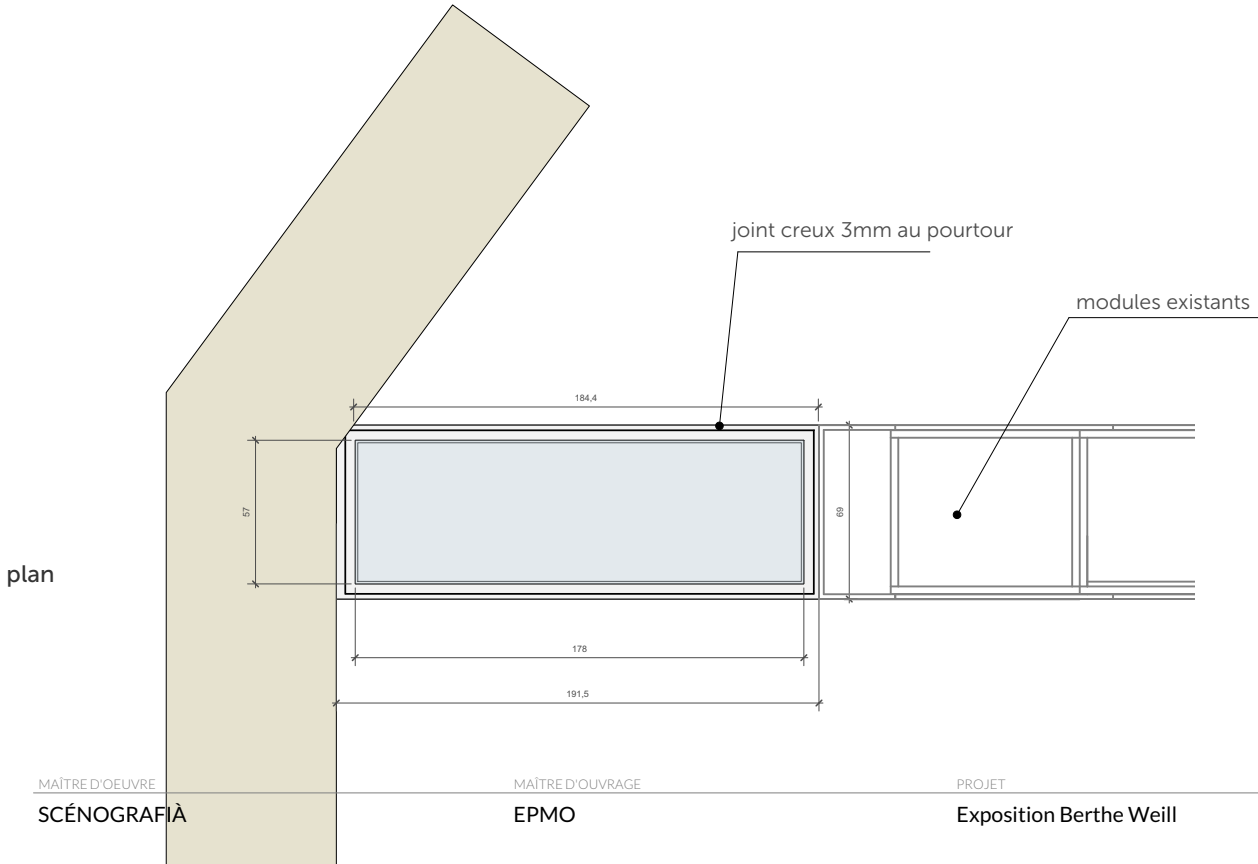 joint creux 3mm au pourtour
modules existants
184,4
57
69
plan
178
191,5
MAÎTRE D'OEUVRE
MAÎTRE D'OUVRAGE
PROJET
SCÉNOGRAFIÀ
EPMO
Exposition Berthe Weill